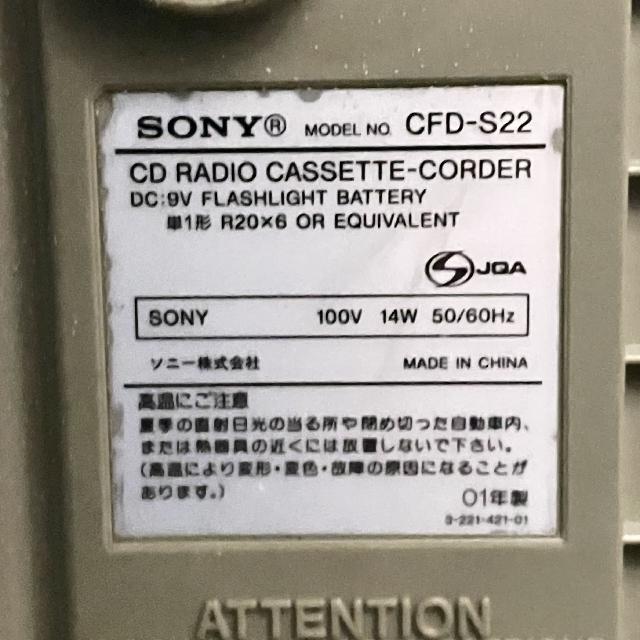 SONY® MODEL NO. CFD-S22
CD RADIO CASSETTE-CORDER
DC:9V FLASHLIGHT BATTERY
単1形 R20×6 OR EQUIVALENT
JQA
SONY 100V 14W 50/60Hz
ソニー株式会社 MADE IN CHINA
高温にご注意
夏季の直射日光の当る所や閉め切った自動車内、
または熱器具の近くには放置しないで下さい。
(高温により変形・変色・故障の原因になることが
あります。)
01年製
3-221-421-01
ATTENTION